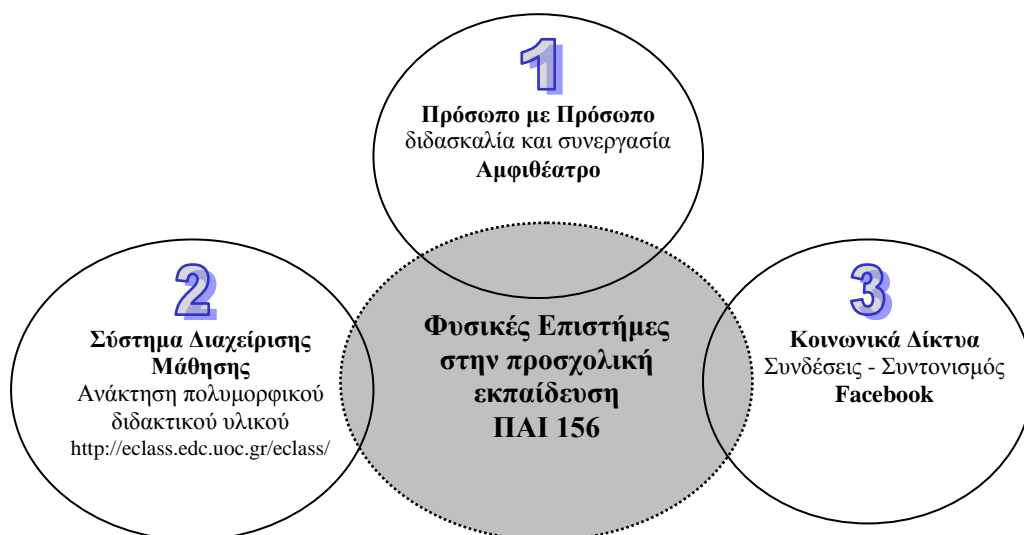 1
Πρόσωπο με Πρόσωπο
διδασκαλία και συνεργασία
Αμφιθέατρο
2
Σύστημα Διαχείρισης
Μάθησης
Ανάκτηση πολυμορφικού
διδακτικού υλικού
http://eclass.edc.uoc.gr/eclass/
Φυσικές Επιστήμες
στην προσχολική
εκπαίδευση
ΠΑΙ 156
3
Κοινωνικά Δίκτυα
Συνδέσεις - Συντονισμός
Facebook